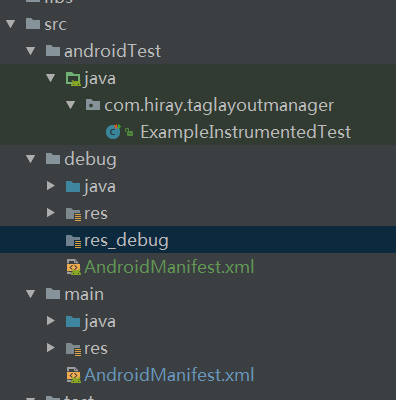 libs
src
androidTest
java
com.hiray.taglayoutmanager
ExampleInstrumentedTest
debug
java
res
res_debug
AndroidManifest.xml
main
java
res
AndroidManifest.xml
test